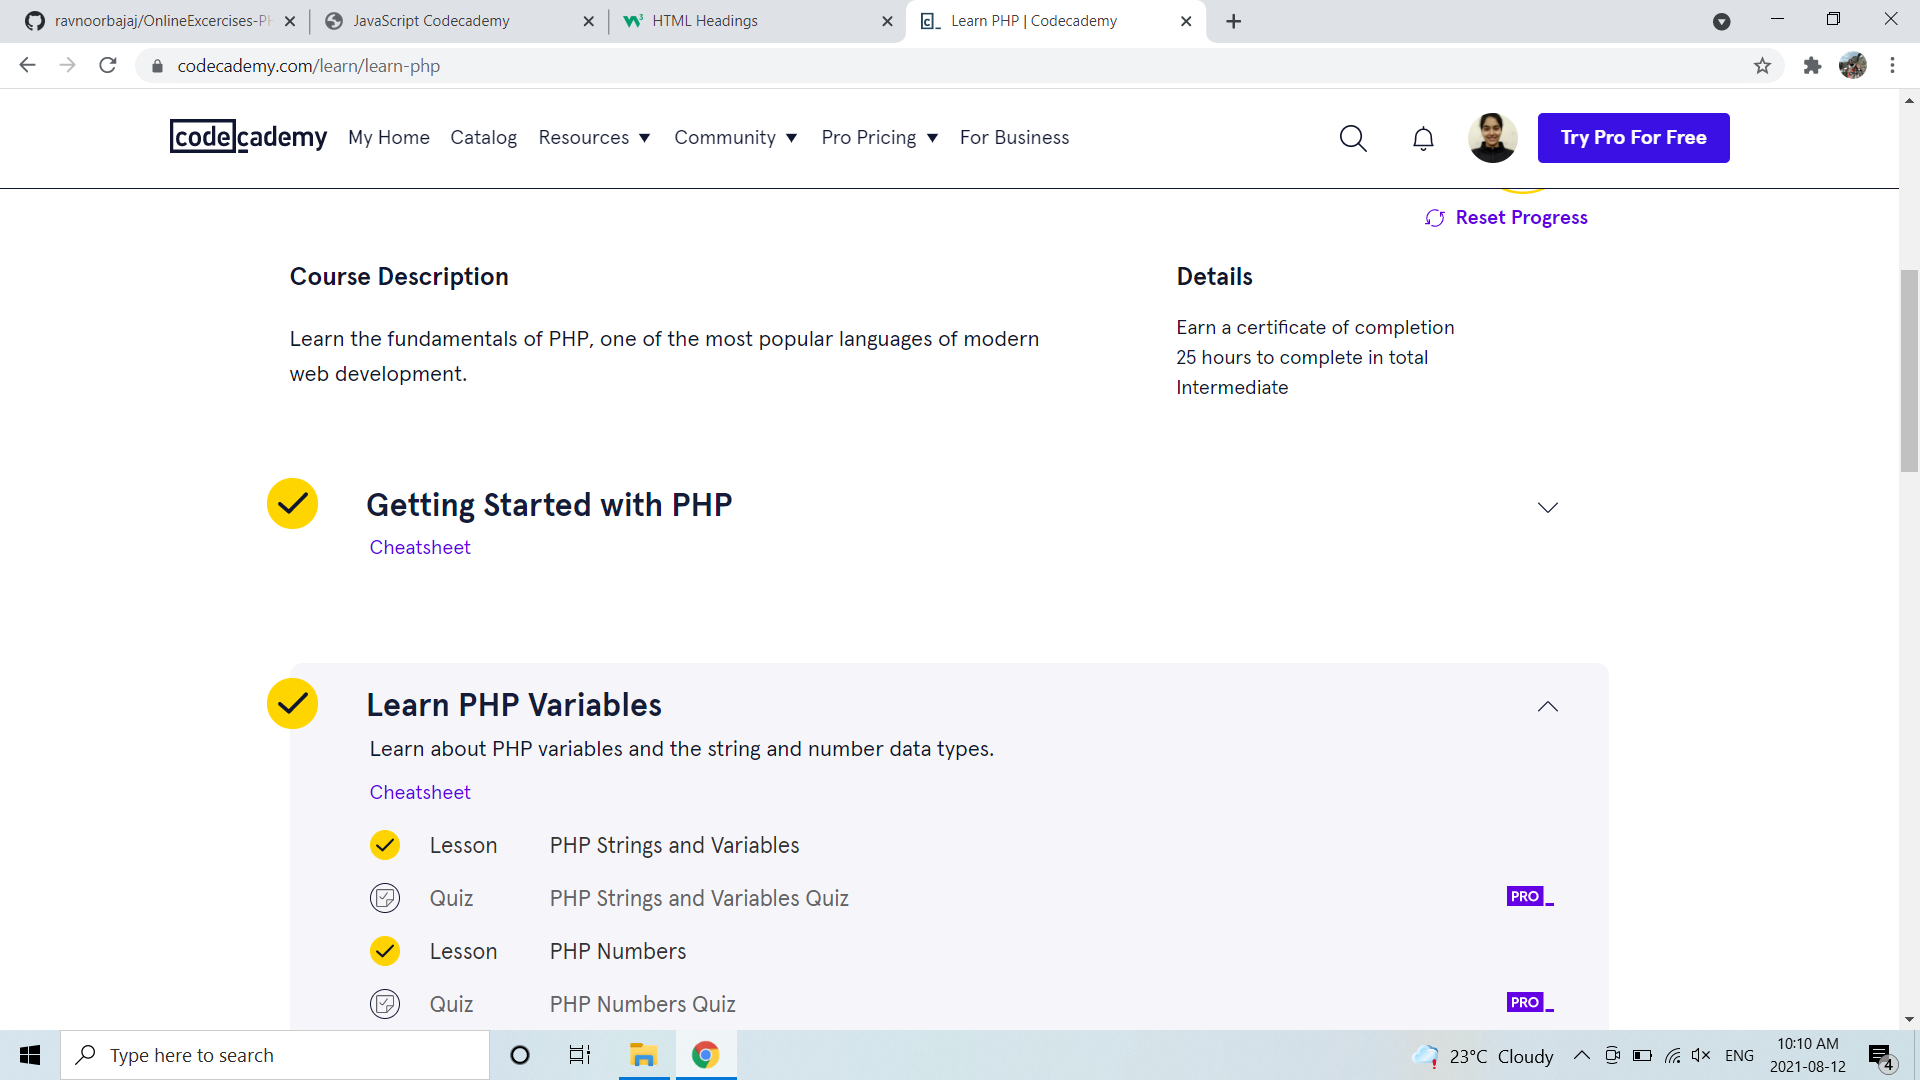 ravnoorbajaj/OnlineExcercises-PH
JavaScript Codecademy
HTML Headings
Learn PHP | Codecademy
codecademy.com/learn/learn-php
codecademy
My Home
Catalog
Resources
Community
Pro Pricing
For Business
Try Pro For Free
Reset Progress
Course Description
Details
Learn the fundamentals of PHP, one of the most popular languages of modern
web development.
Earn a certificate of completion
25 hours to complete in total
Intermediate
Getting Started with PHP
Cheatsheet
Learn PHP Variables
Learn about PHP variables and the string and number data types.
Cheatsheet
Lesson PHP Strings and Variables
Quiz PHP Strings and Variables Quiz PRO_
Lesson PHP Numbers
Quiz PHP Numbers Quiz PRO_
Type here to search
23°C Cloudy
ENG
10:10 AM
2021-08-12
4